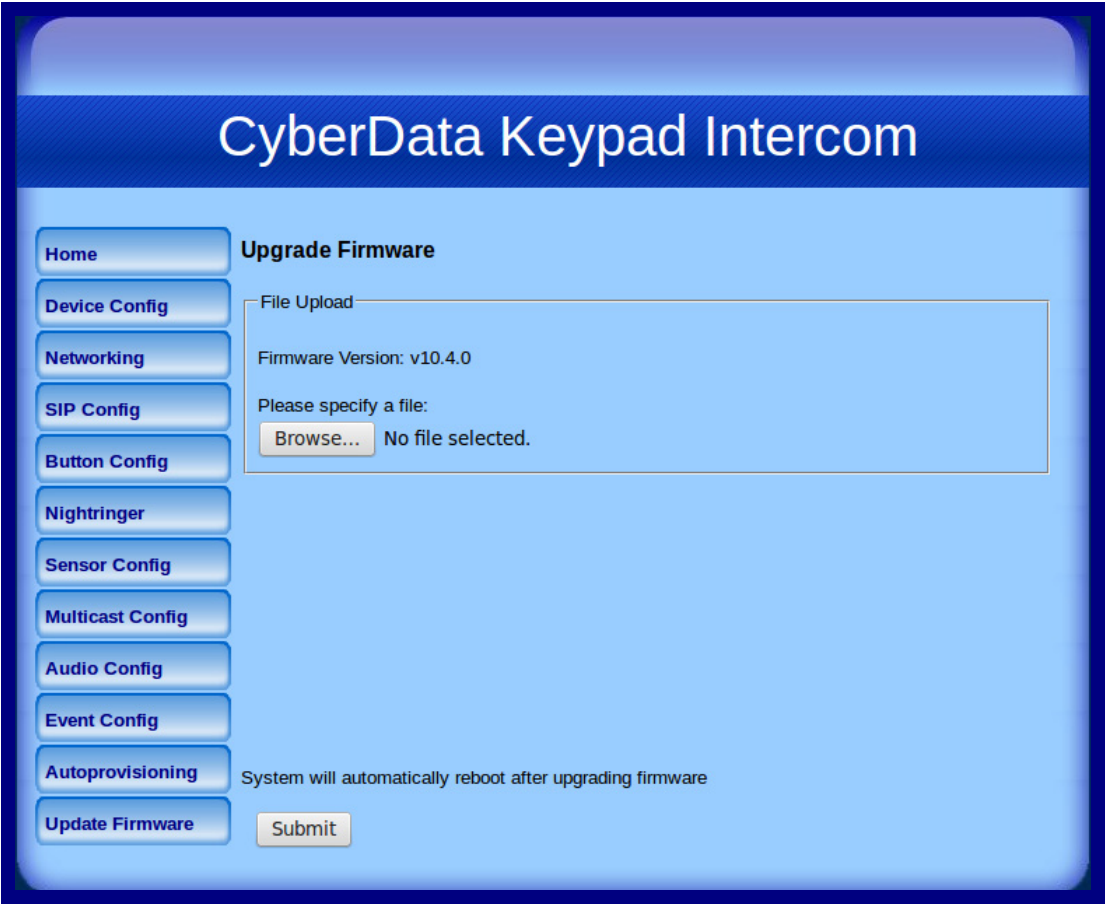 CyberData Keypad Intercom
Home
Device Config
Networking
SIP Config
Button Config
Nightringer
Sensor Config
Multicast Config
Audio Config
Event Config
Autoprovisioning
Update Firmware
Upgrade Firmware
File Upload
Firmware Version: v10.4.0
Please specify a file:
Browse... No file selected.
System will automatically reboot after upgrading firmware
Submit